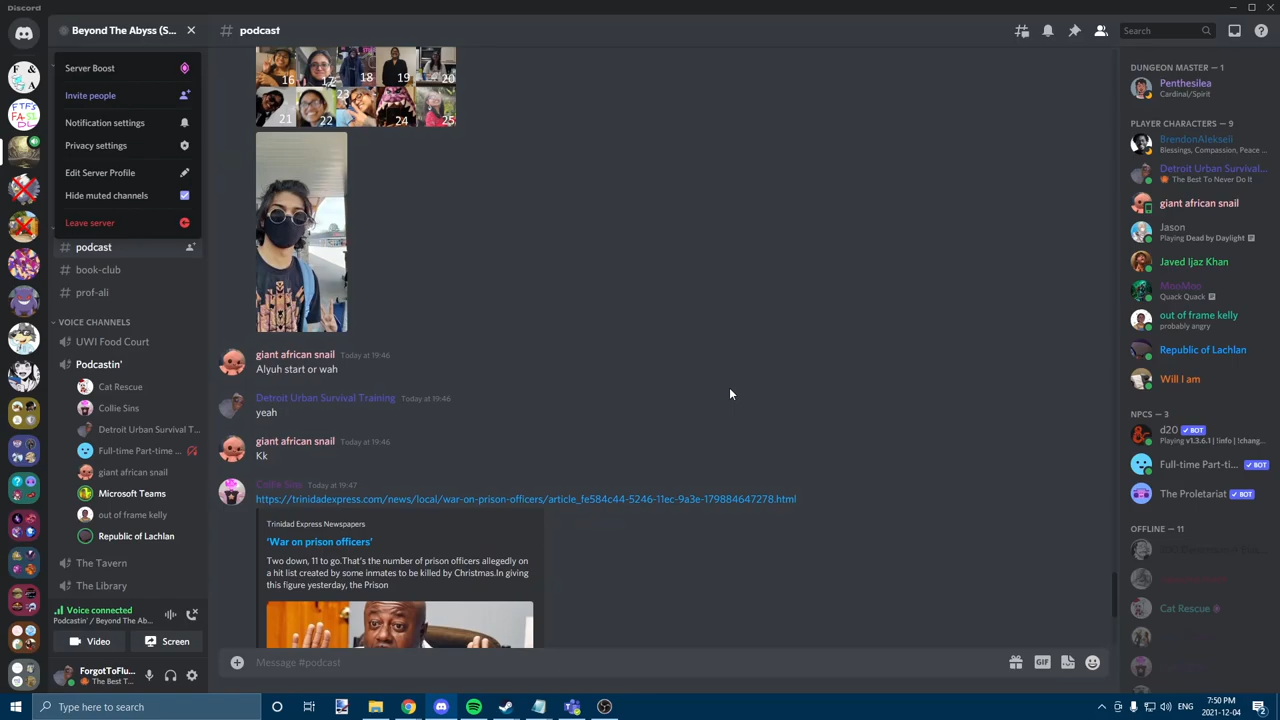 Discord
Beyond The Abyss (S...
Server Boost
Invite people
Notification settings
Privacy settings
Edit Server Profile
Hide muted channels
Leave server
podcast
book-club
prof-ali
VOICE CHANNELS
UWI Food Court
Podcastin'
Cat Rescue
Collie Sins
Detroit Urban Survival T...
Full-time Part-time ...
giant african snail
Microsoft Teams
out of frame kelly
Republic of Lachlan
The Tavern
The Library
Voice connected
Podcastin' / Beyond The Ab...
Video
Screen
ForgotToFlu...
The Best T...
F &
A
FTF's
FA SI
DL
podcast
Search
16
17
18
19
20
21
22
23
24
25
giant african snail Today at 19:46
Alyuh start or wah
Detroit Urban Survival Training Today at 19:46
yeah
giant african snail Today at 19:46
Kk
Collie Sins Today at 19:47
https://trinidadexpress.com/news/local/war-on-prison-officers/article_fe584c44-5246-11ec-9a3e-179884647278.html
Trinidad Express Newspapers
'War on prison officers'
Two down, 11 to go.That's the number of prison officers allegedly on
a hit list created by some inmates to be killed by Christmas.In giving
this figure yesterday, the Prison
Message #podcast
GIF
DUNGEON MASTER — 1
Penthesilea
Cardinal/Spirit
PLAYER CHARACTERS — 9
BrendonAlekseii
Blessings, Compassion, Peace ...
Detroit Urban Survival...
The Best To Never Do It
giant african snail
Jason
Playing Dead by Daylight
Javed Ijaz Khan
MooMoo
Quack Quack
out of frame kelly
probably angry
Republic of Lachlan
Will I am
NPCS — 3
d20 BOT
Playing v1.3.6.1 | !info | !chang...
Full-time Part-ti... BOT
The Proletariat BOT
OFFLINE — 11
Cat Rescue
Type here to search
ENG
7:50 PM
2021-12-04
2